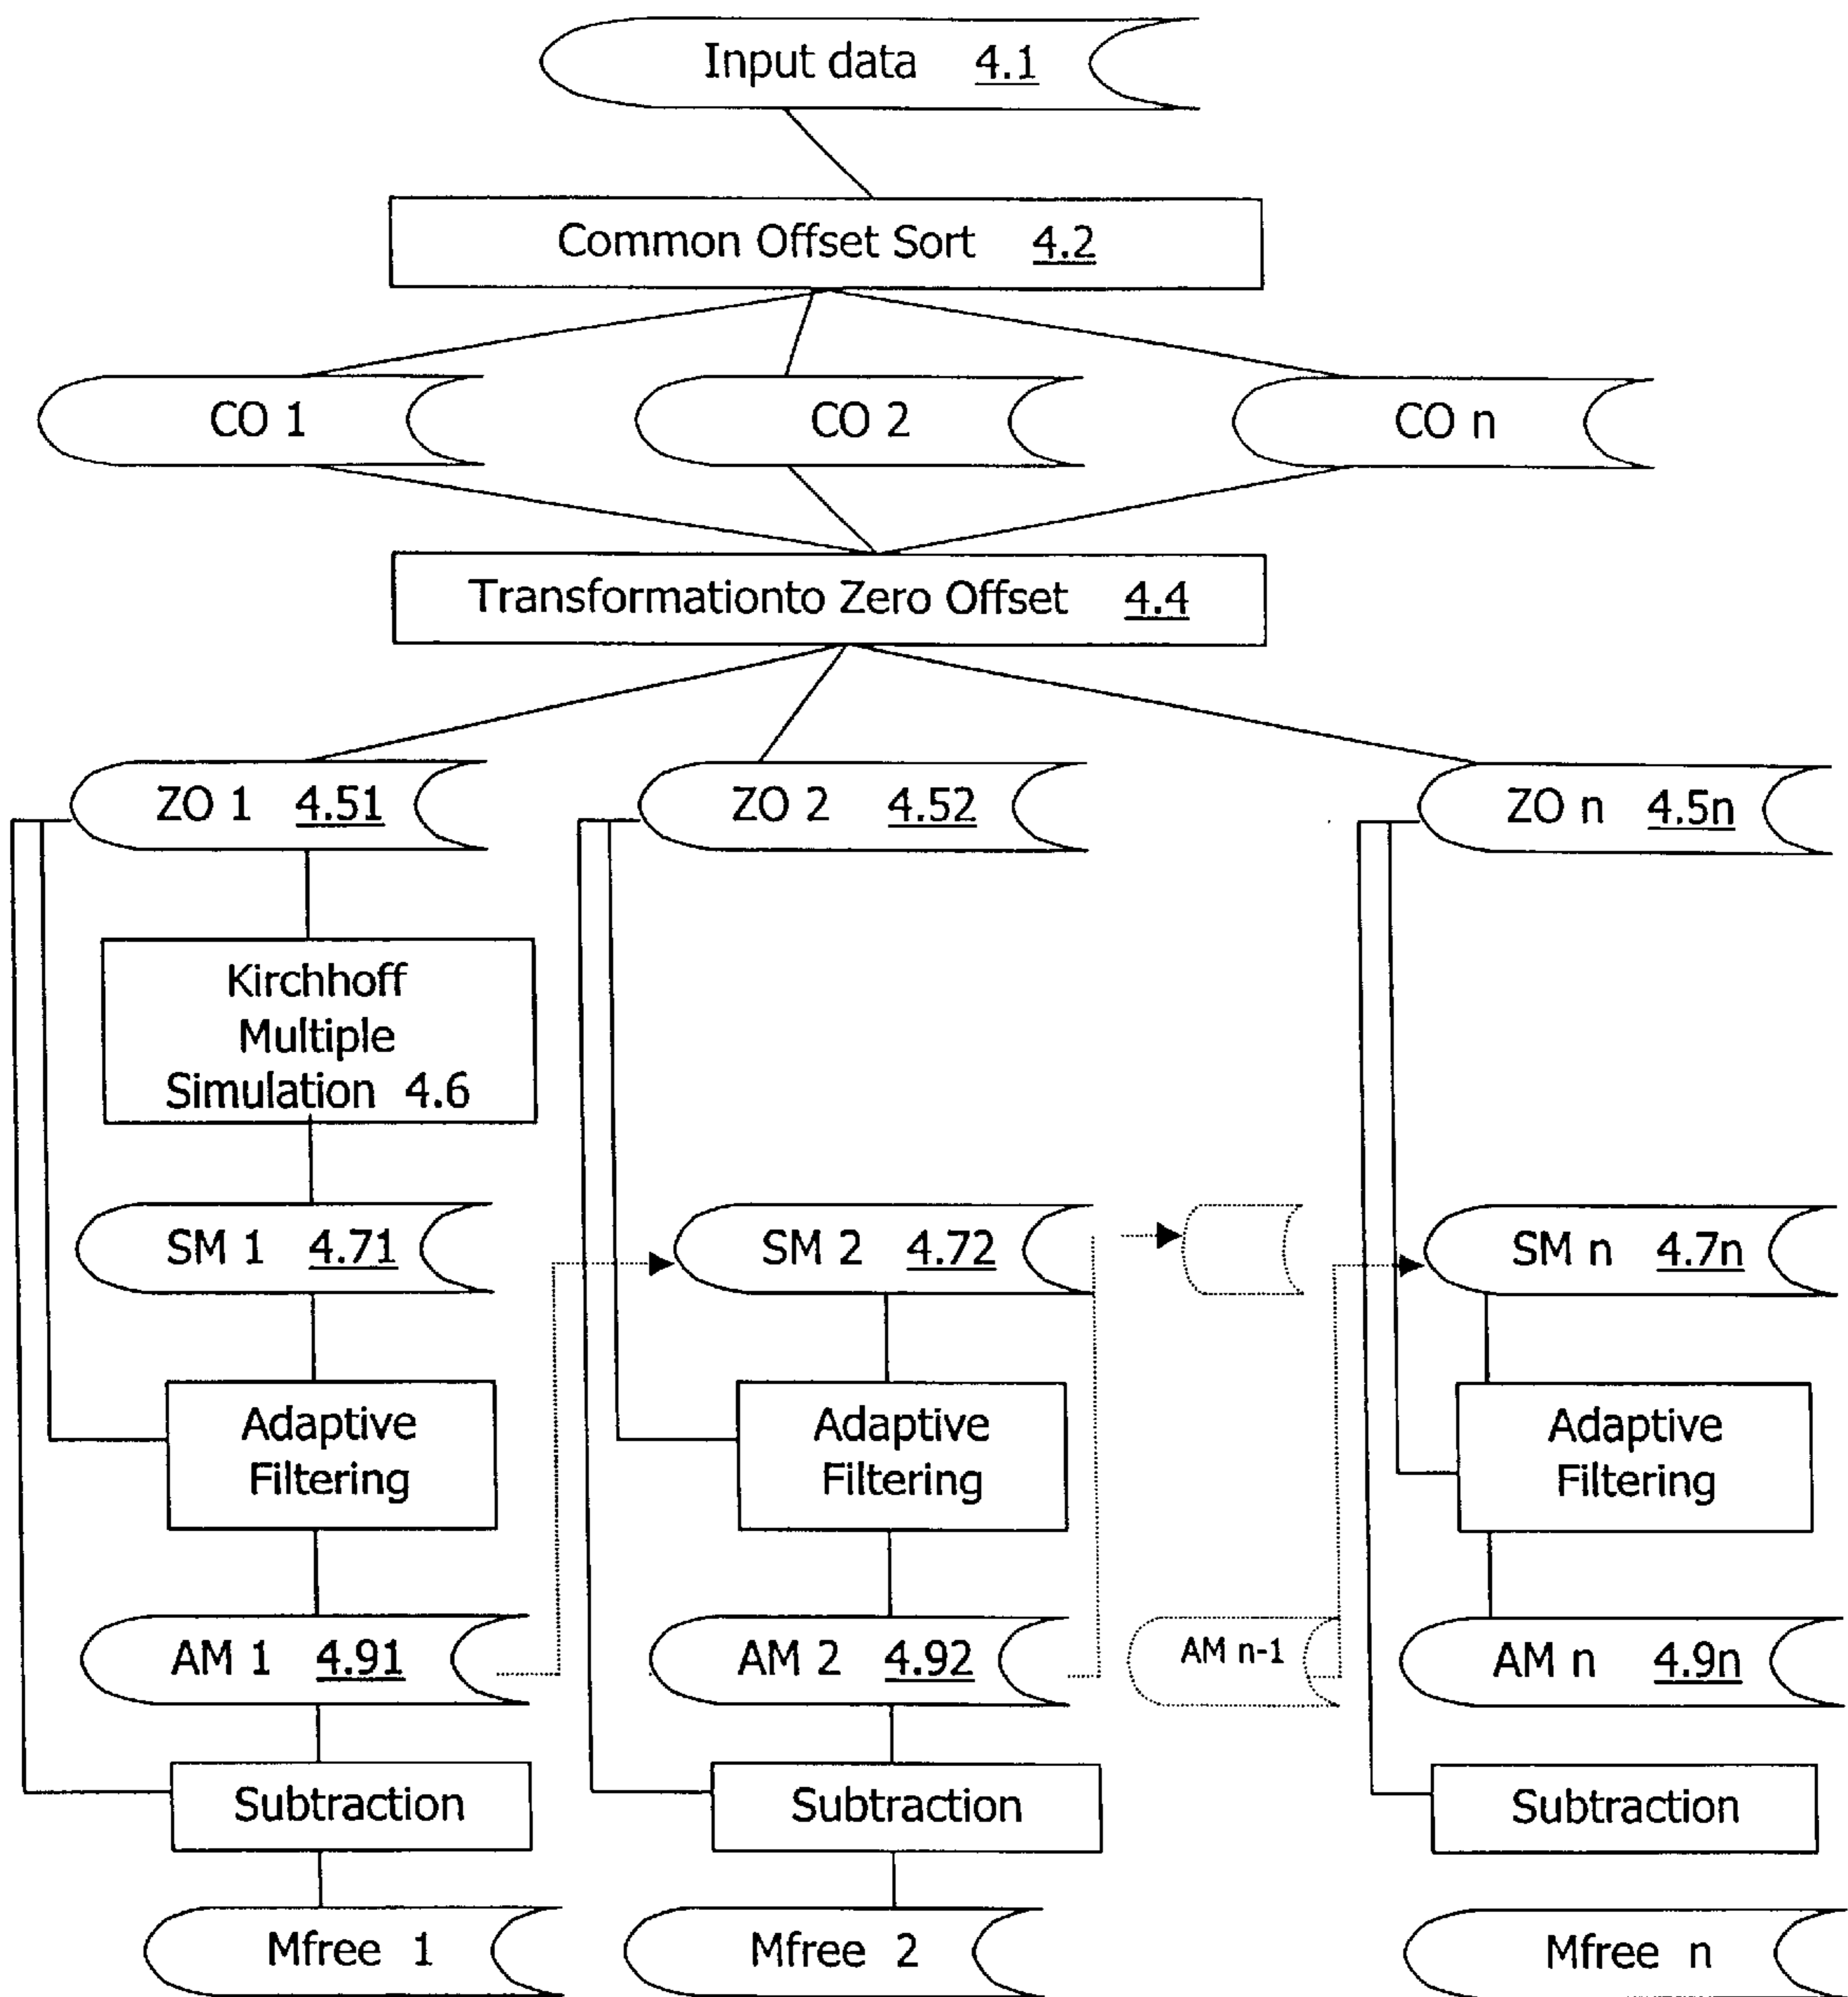 Input data 4.1
Common Offset Sort 4.2
CO 1
CO 2
CO n
Transformationto Zero Offset 4.4
ZO 1 4.51
ZO 2 4.52
ZO n 4.5n
Kirchhoff
Multiple
Simulation 4.6
SM 1 4.71
SM 2 4.72
SM n 4.7n
Adaptive
Filtering
Adaptive
Filtering
Adaptive
Filtering
AM 1 4.91
AM 2 4.92
AM n-1
AM n 4.9n
Subtraction
Subtraction
Subtraction
Mfree 1
Mfree 2
Mfree n